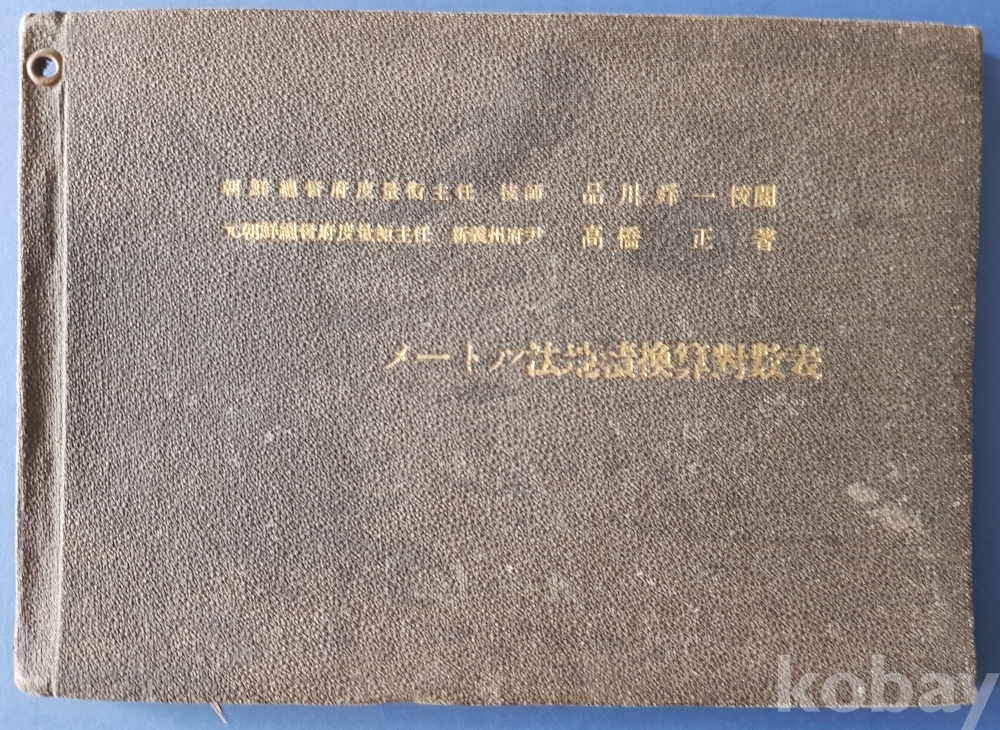 朝鮮總督府度量衡主任 技師 品川 一校閲
元朝鮮總督府度量衡主任 新義州府尹 高橋 正 著
メートル法地積換算對數表
kobay